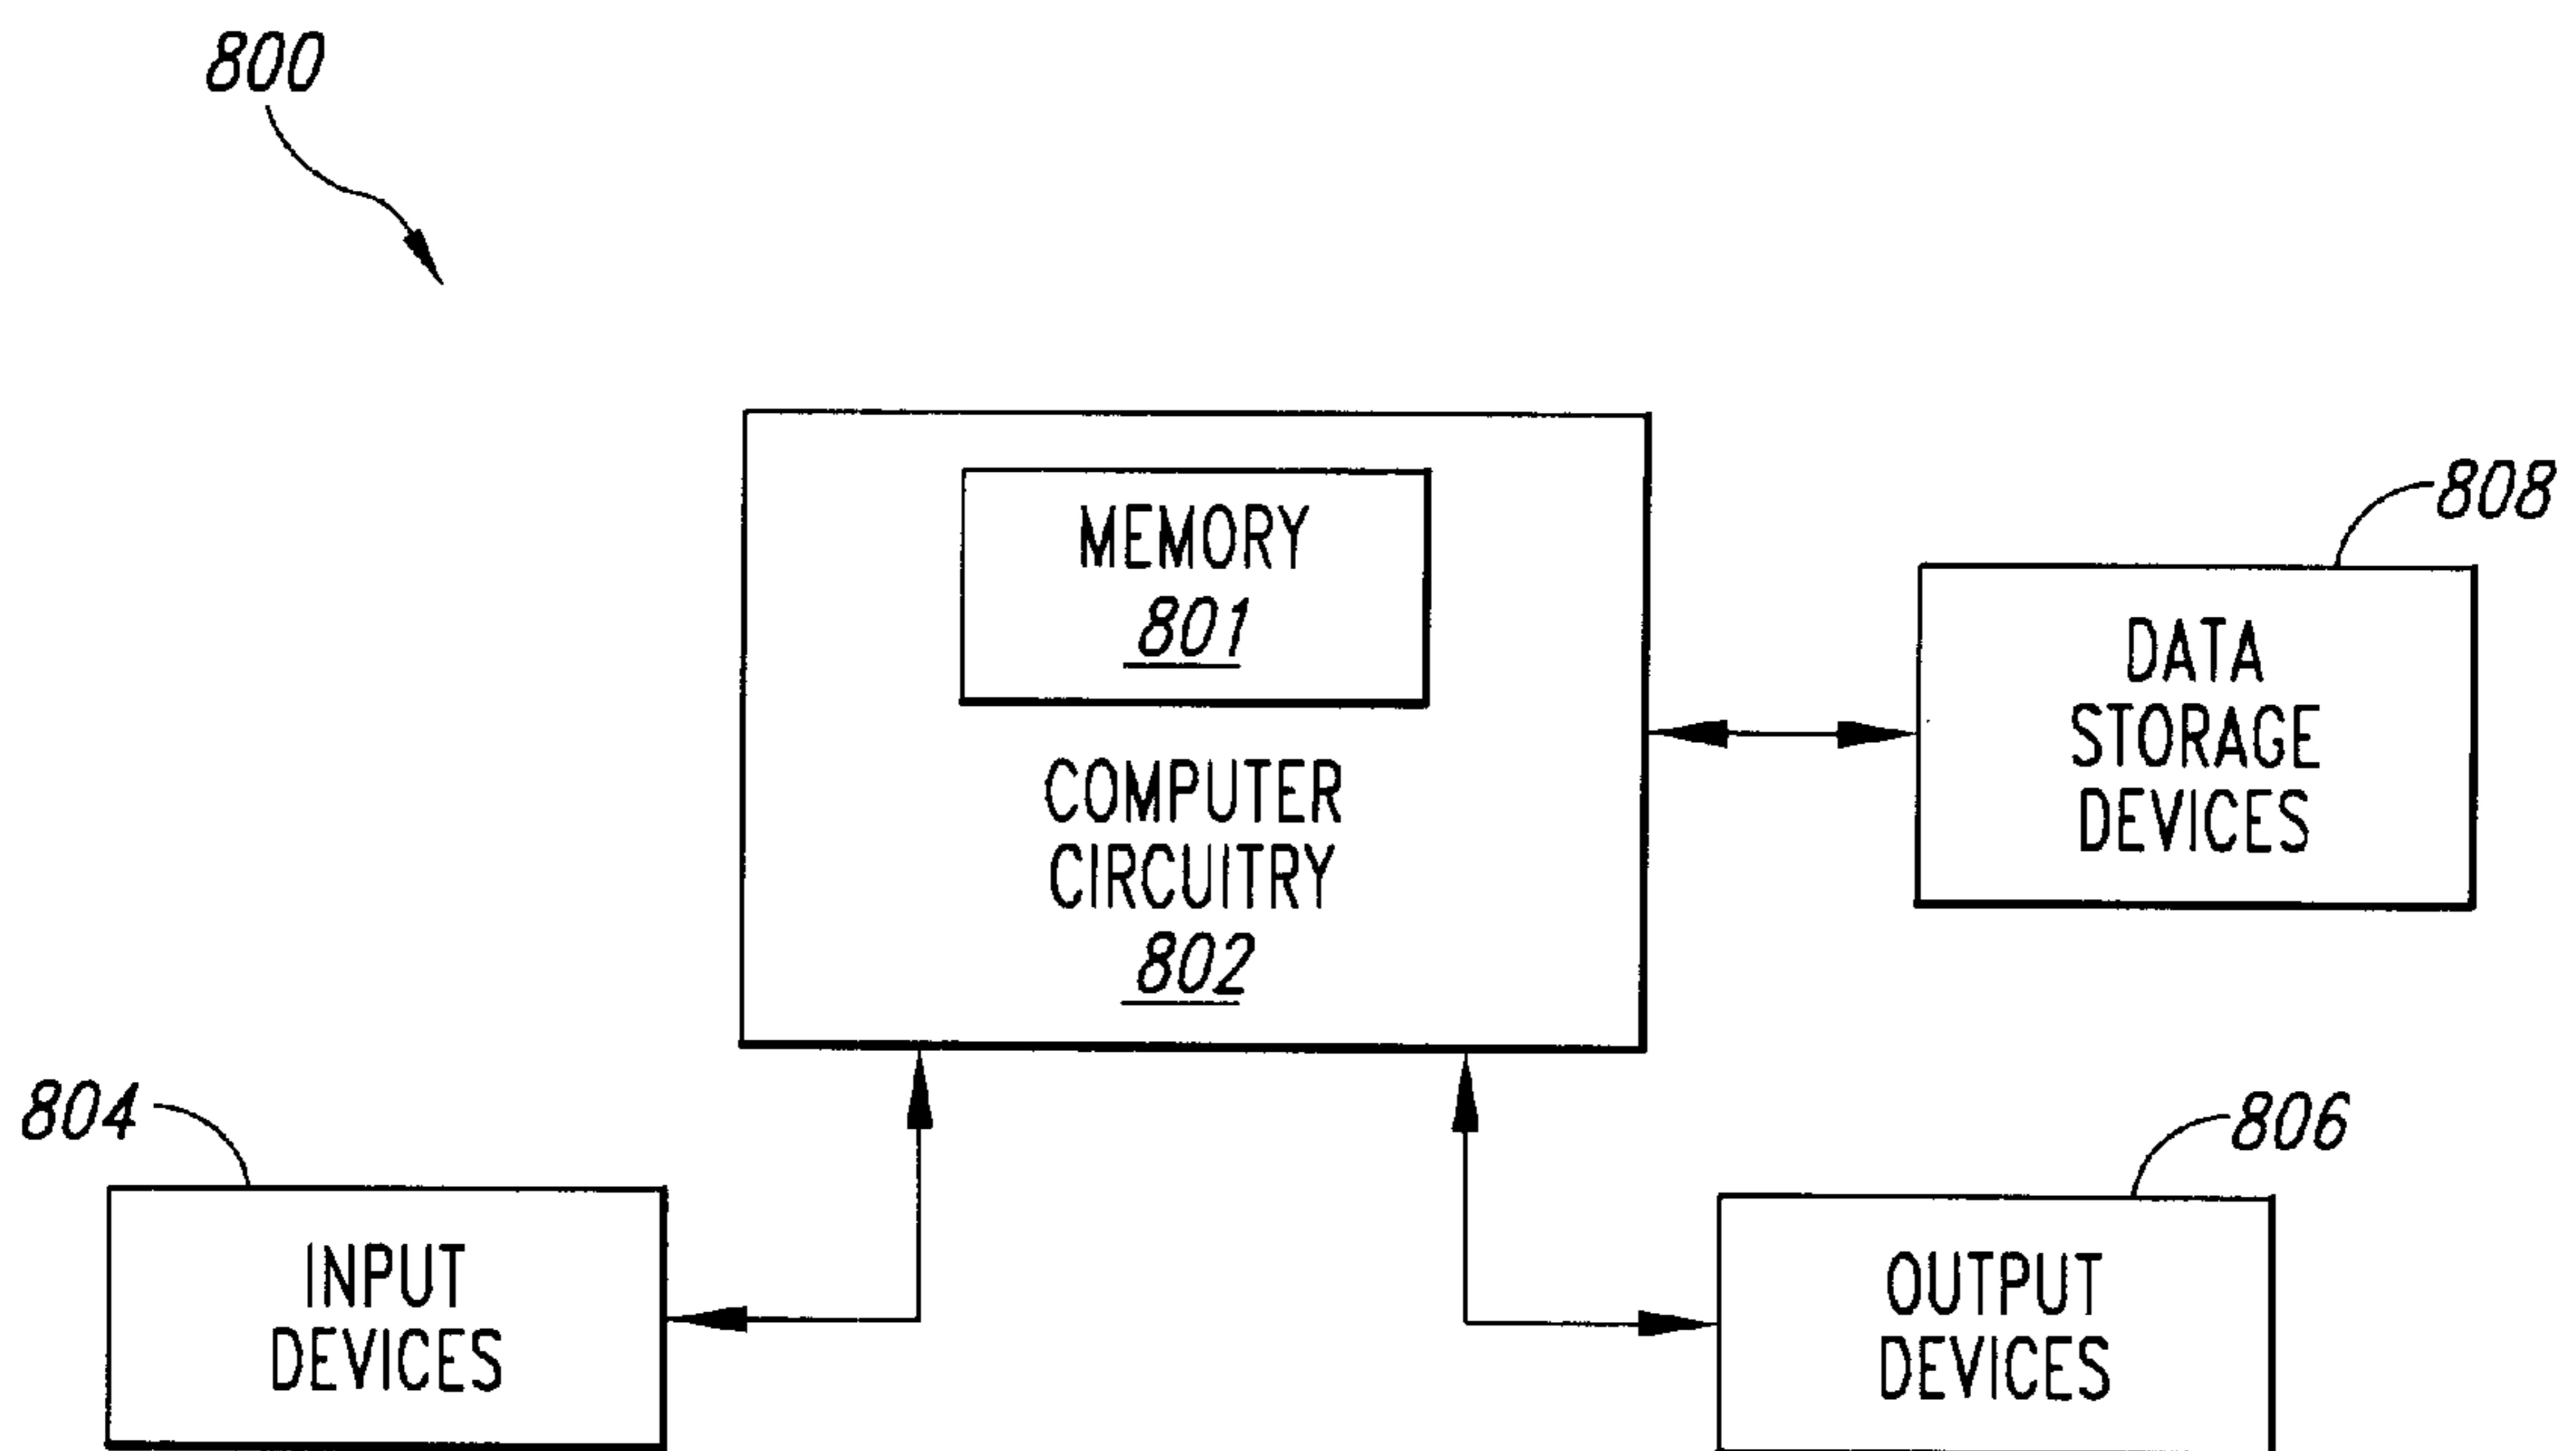 800
MEMORY
801
COMPUTER
CIRCUITRY
802
808
DATA
STORAGE
DEVICES
804
INPUT
DEVICES
806
OUTPUT
DEVICES